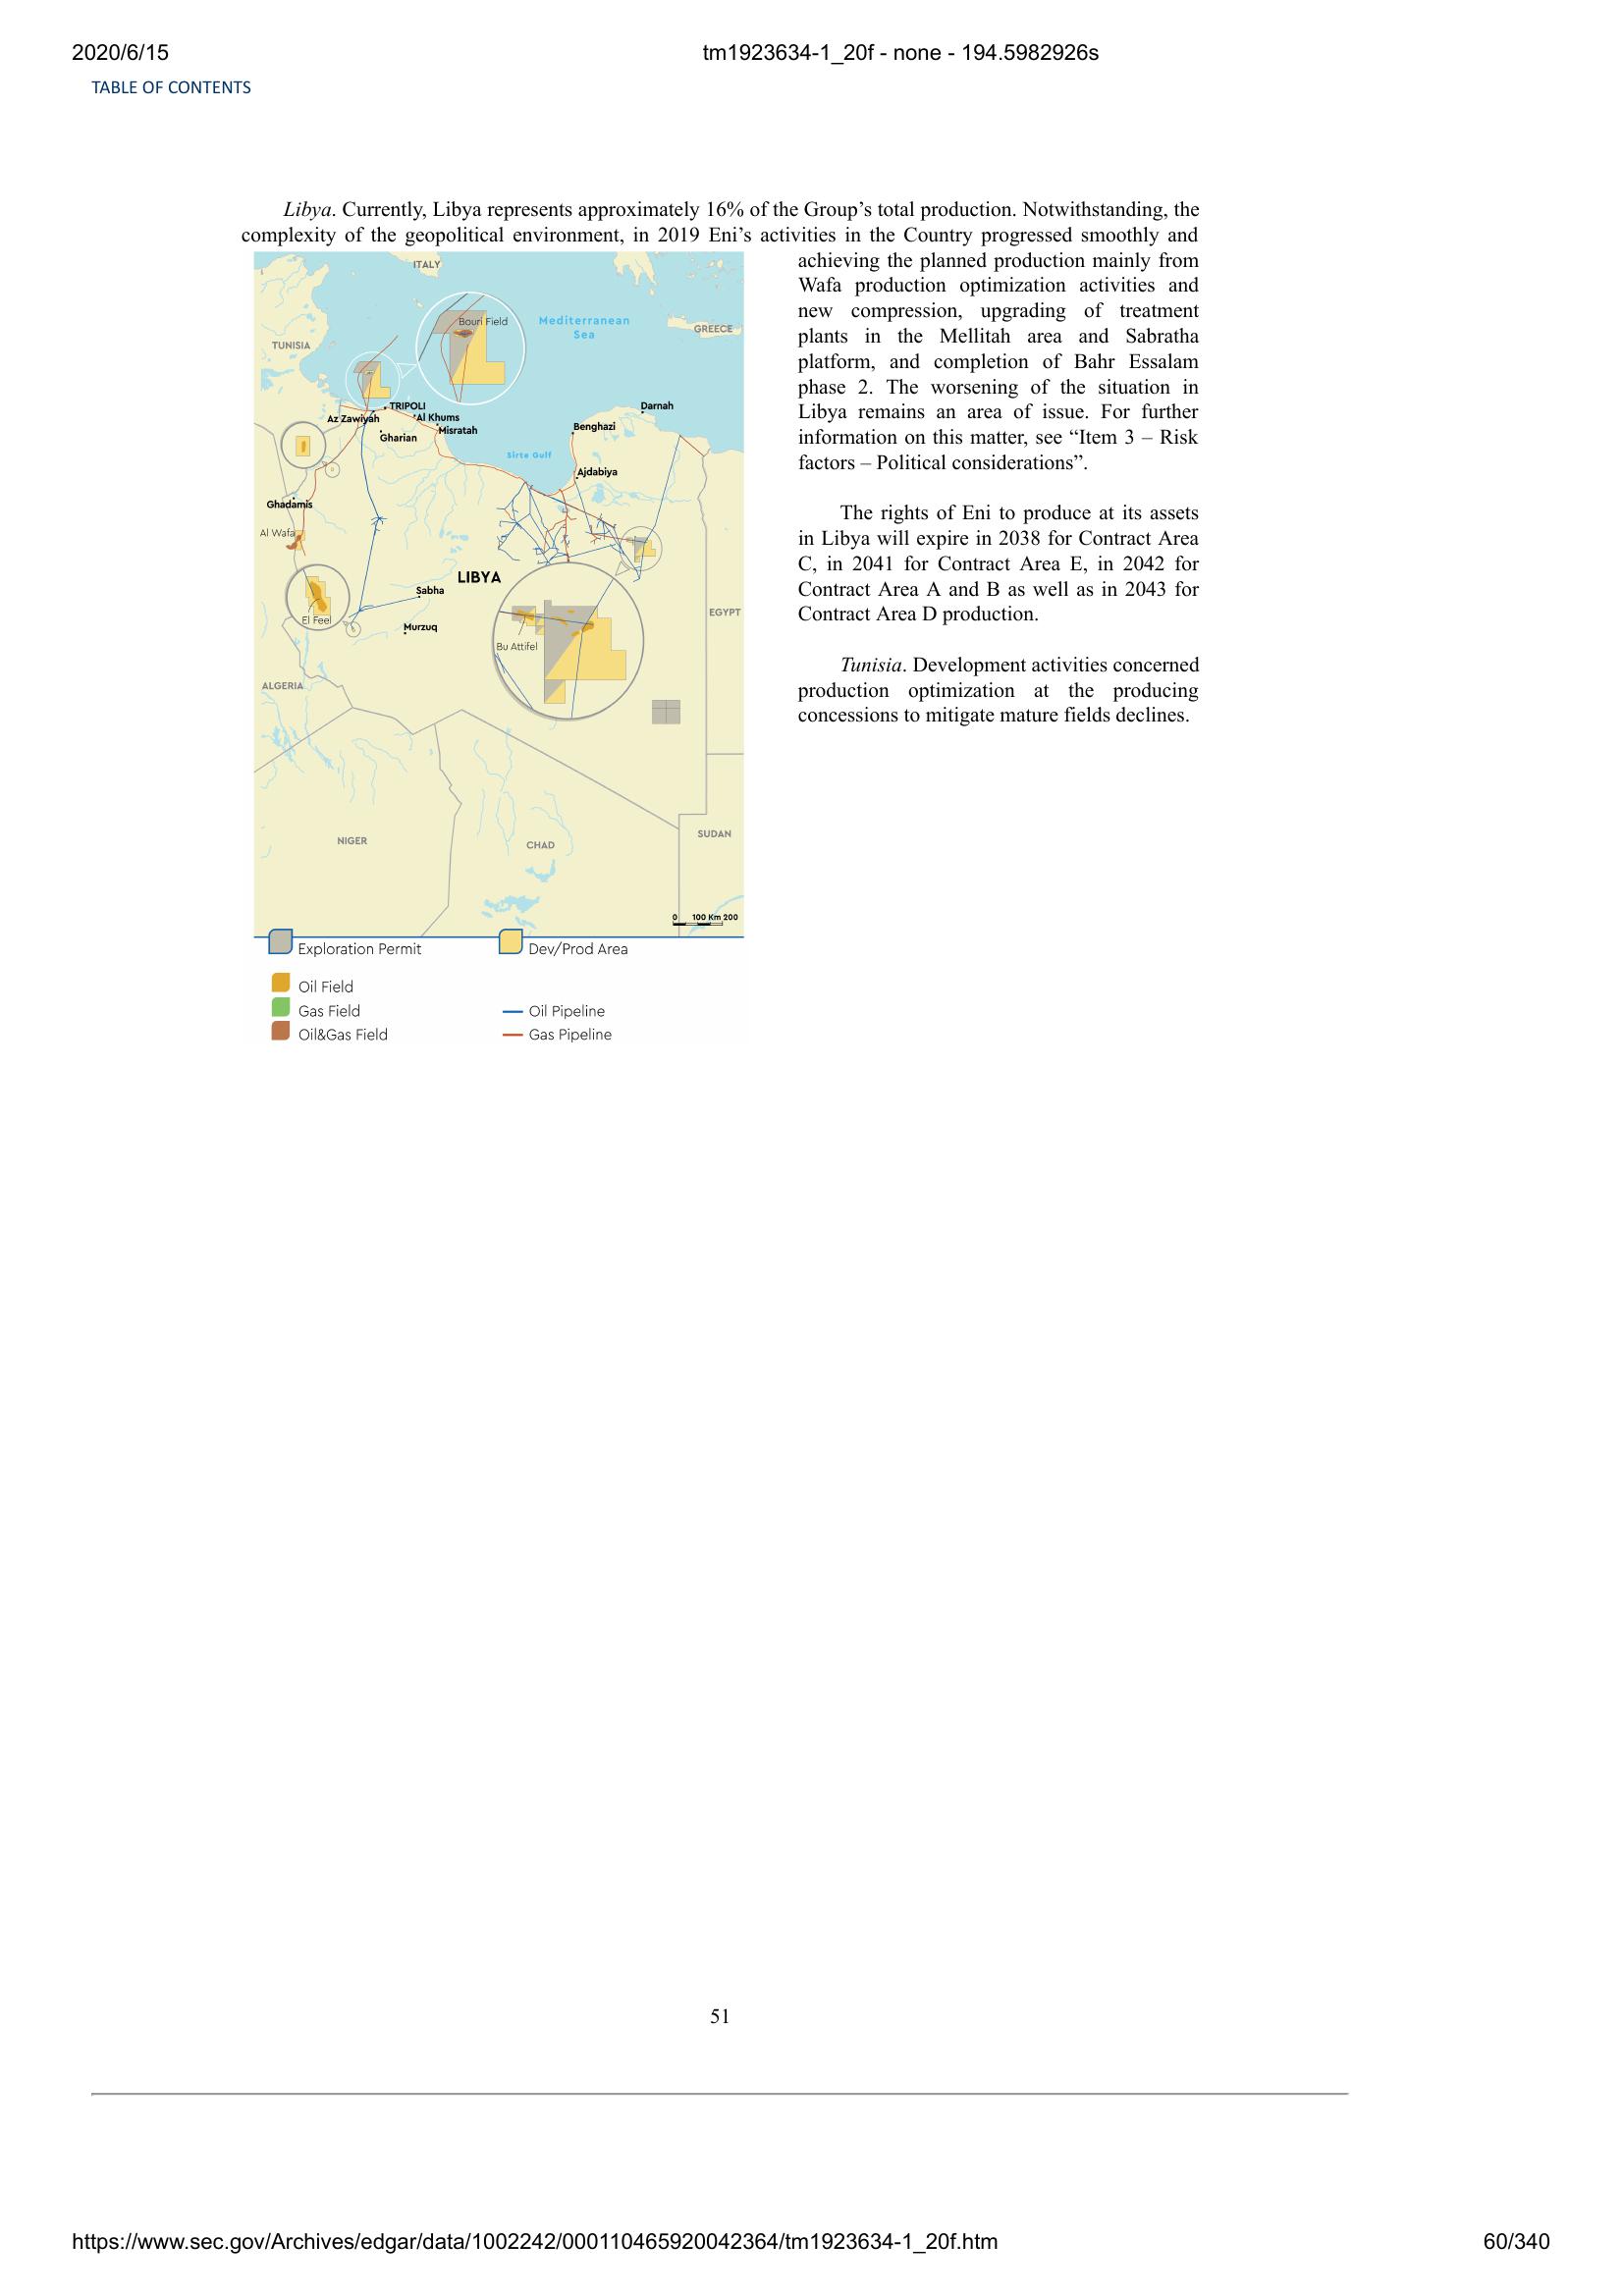 2020/6/15
tm1923634-1_20f - none - 194.5982926s
TABLE OF CONTENTS
Libya. Currently, Libya represents approximately 16% of the Group’s total production. Notwithstanding, the
complexity of the geopolitical environment, in 2019 Eni’s activities in the Country progressed smoothly and
achieving the planned production mainly from
Wafa production optimization activities and
new compression, upgrading of treatment
plants in the Mellitah area and Sabratha
platform, and completion of Bahr Essalam
phase 2. The worsening of the situation in
Libya remains an area of issue. For further
information on this matter, see “Item 3 – Risk
factors – Political considerations”.
The rights of Eni to produce at its assets
in Libya will expire in 2038 for Contract Area
C, in 2041 for Contract Area E, in 2042 for
Contract Area A and B as well as in 2043 for
Contract Area D production.
Tunisia. Development activities concerned
production optimization at the producing
concessions to mitigate mature fields declines.
ITALY
Bouri Field
Mediterranean
Sea
GREECE
TUNISIA
TRIPOLI
Az Zawiyah
Al Khums
Misratah
Gharian
Darnah
Benghazi
Sirte Gulf
Ajdabiya
Ghadamis
Al Wafa
LIBYA
Sabha
El Feel
Murzuq
EGYPT
Bu Attifel
ALGERIA
NIGER
CHAD
SUDAN
0 100 Km 200
Exploration Permit
Dev/Prod Area
Oil Field
Gas Field
Oil Pipeline
Oil&Gas Field
Gas Pipeline
51
https://www.sec.gov/Archives/edgar/data/1002242/000110465920042364/tm1923634-1_20f.htm
60/340